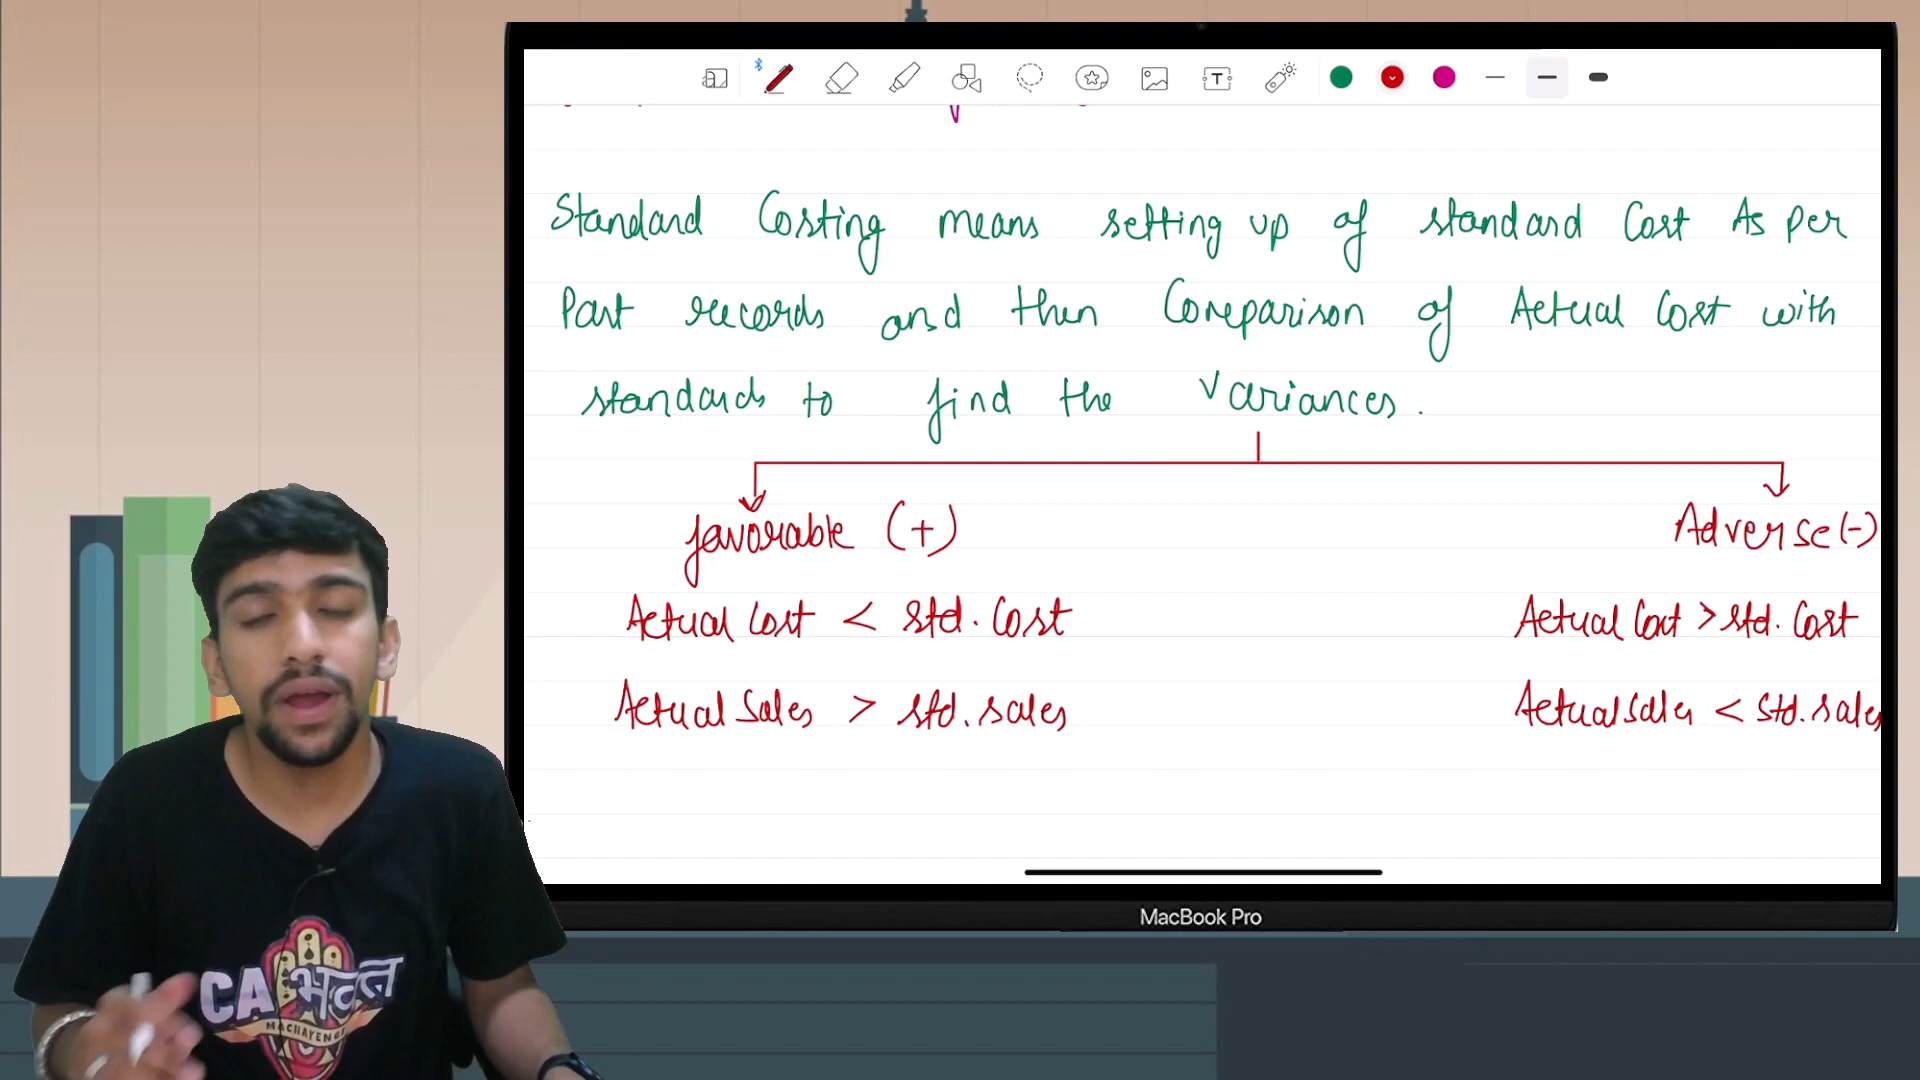 Standard Costing means setting up of standard Cost As per
Past records and then Comparison of Actual Cost with
standards to find the Variances.
favorable (+)
Adverse (-)
Actual Cost < std. Cost
Actual Cost > std. Cost
Actual Sales > std. sales
Actual sales < std. sales
MacBook Pro
CA भगत
MACHAYENGE